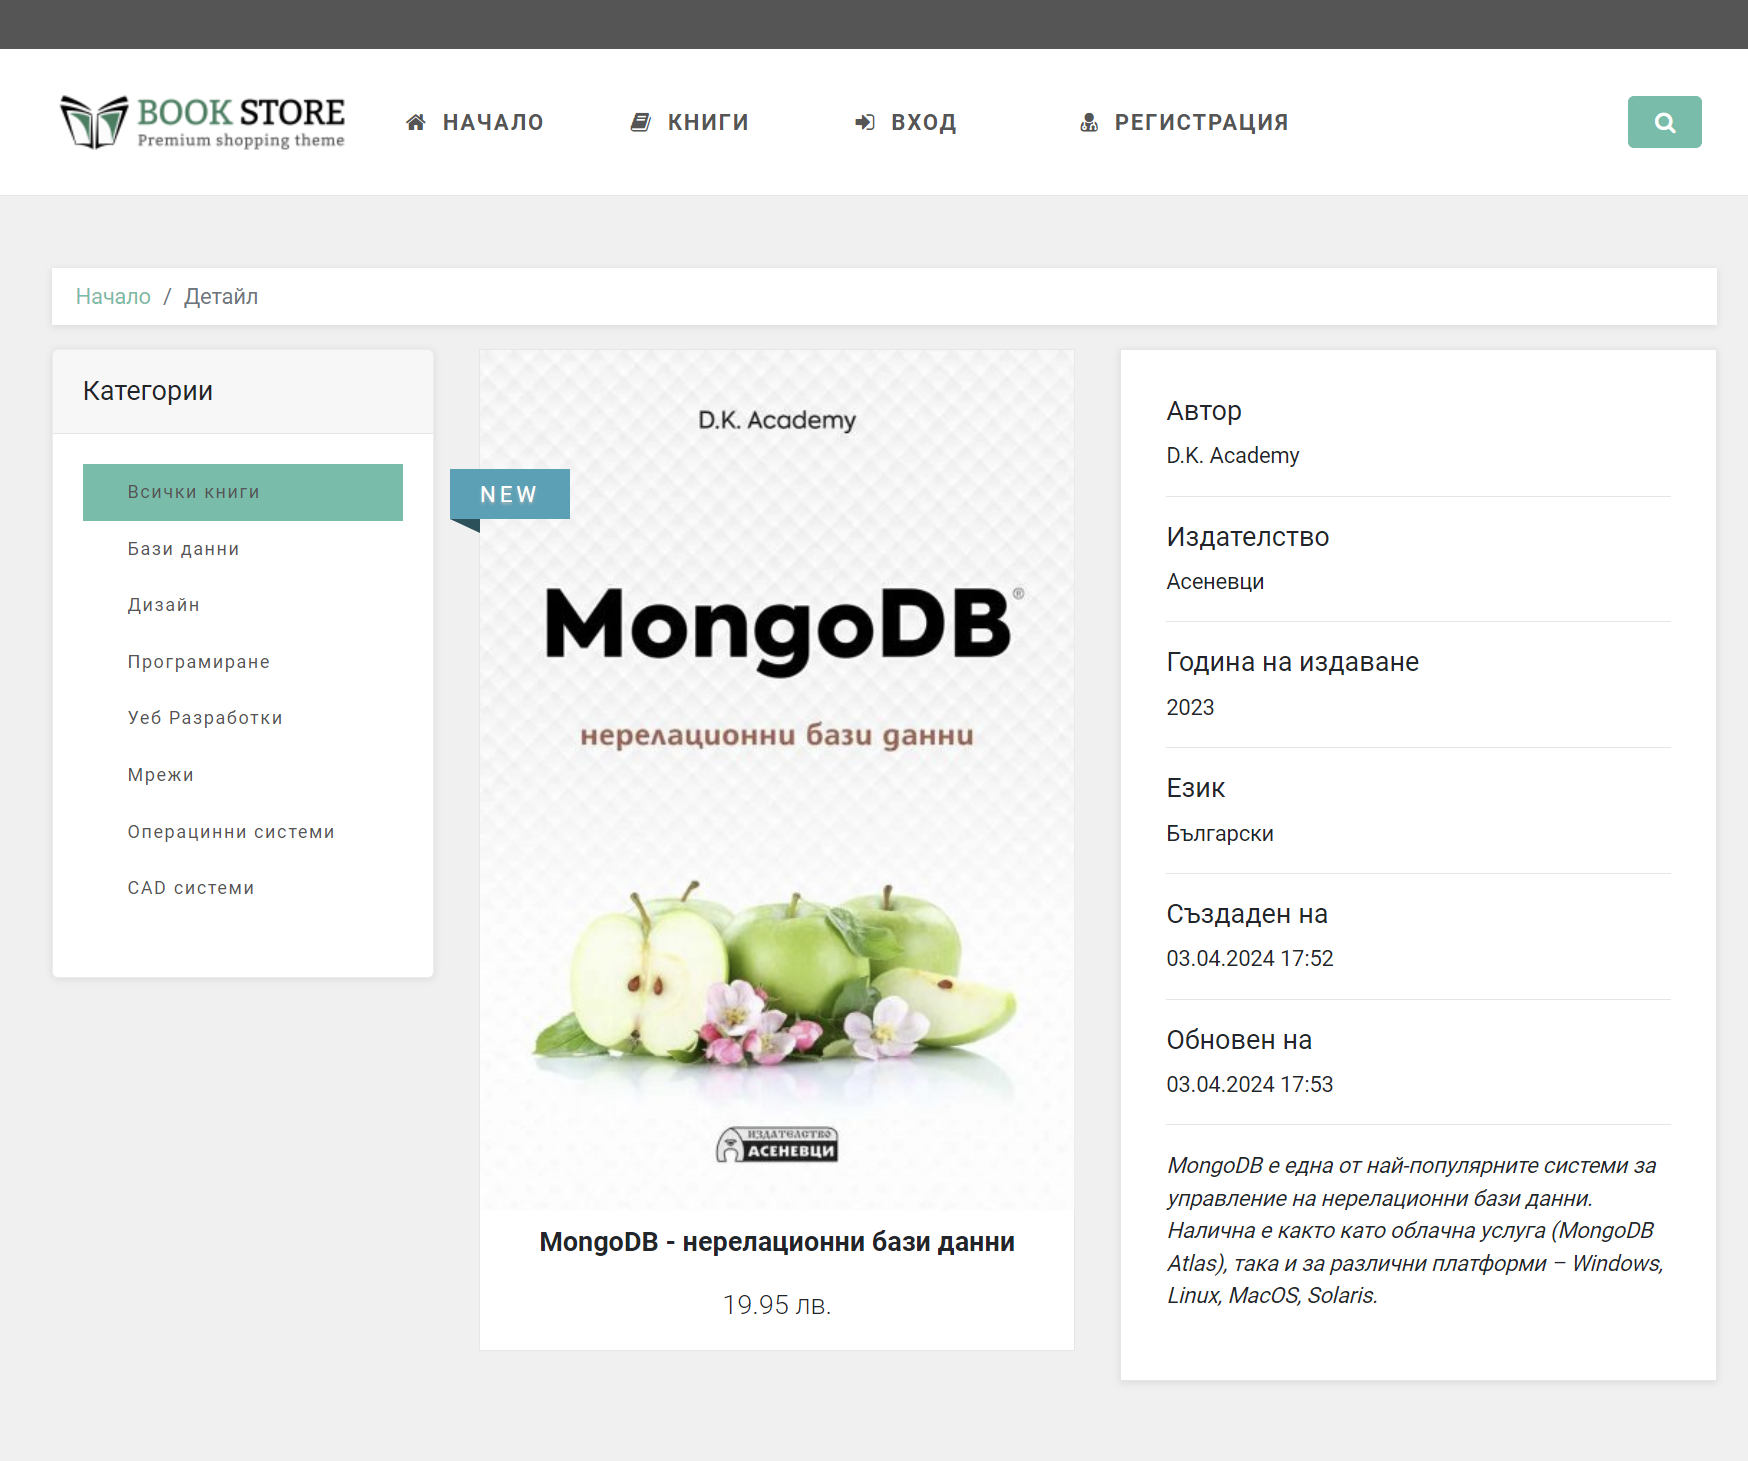 BOOK STORE
Premium shopping theme
НАЧАЛО
КНИГИ
ВХОД
РЕГИСТРАЦИЯ
Начало / Детайл
Категории
Всички книги
Бази данни
Дизайн
Програмиране
Уеб Разработки
Мрежи
Операцинни системи
CAD системи
D.K. Academy
NEW
MongoDB®
нерелационни бази данни
ИЗДАТЕЛСТВО
АСЕНЕВЦИ
MongoDB - нерелационни бази данни
19.95 лв.
Автор
D.K. Academy
Издателство
Асеневци
Година на издаване
2023
Език
Български
Създаден на
03.04.2024 17:52
Обновен на
03.04.2024 17:53
MongoDB е една от най-популярните системи за
управление на нерелационни бази данни.
Налична е както като облачна услуга (MongoDB
Atlas), така и за различни платформи – Windows,
Linux, MacOS, Solaris.